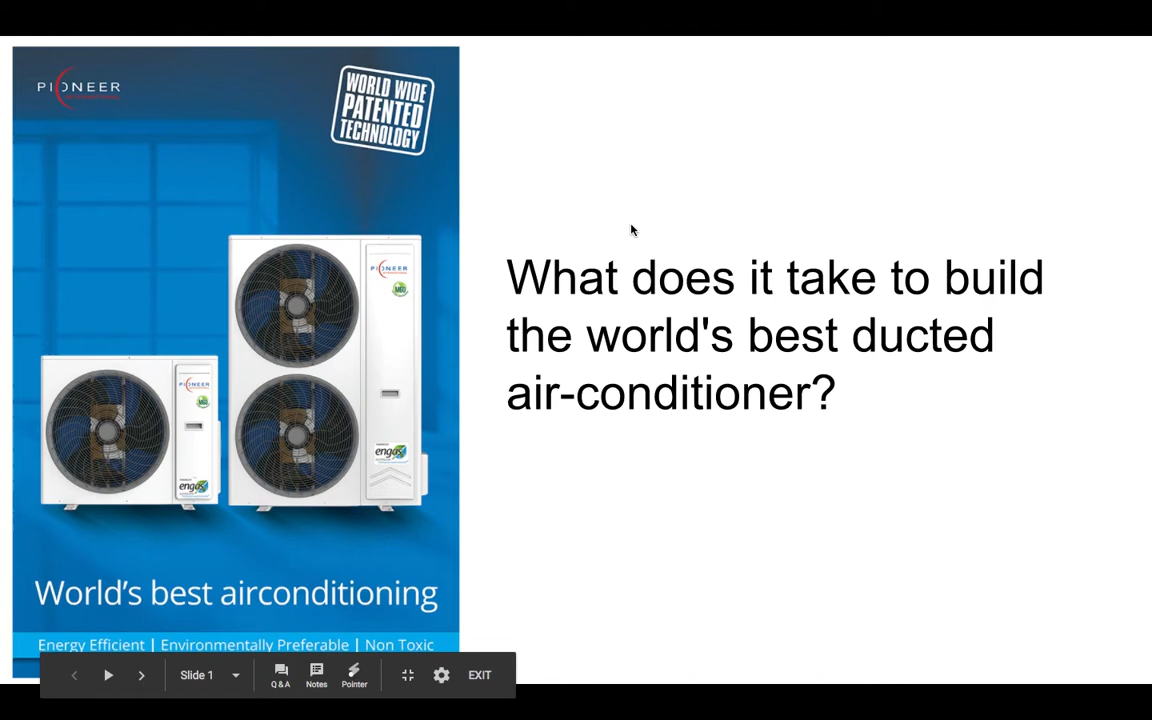 PIONEER
WORLD WIDE
PATENTED
TECHNOLOGY
What does it take to build
the world's best ducted
air-conditioner?
PIONEER
PIONEER
engas
engas
World's best airconditioning
Energy Efficient | Environmentally Preferable | Non Toxic
Slide 1
Q & A
Notes
Pointer
EXIT